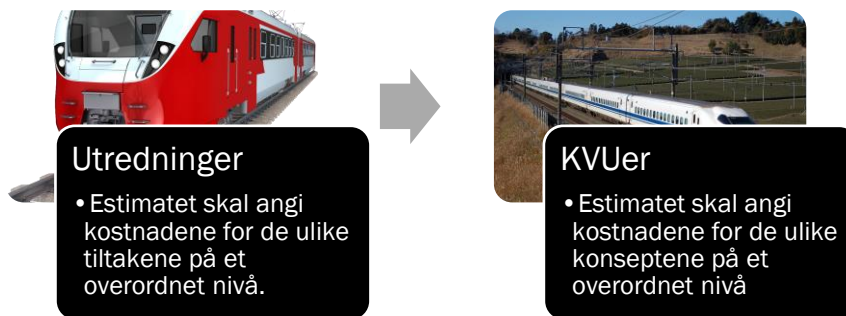 Utredninger
• Estimatet skal angi
kostnadene for de ulike
tiltakene på et
overordnet nivå.
KVUer
• Estimatet skal angi
kostnadene for de ulike
konseptene på et
overordnet nivå